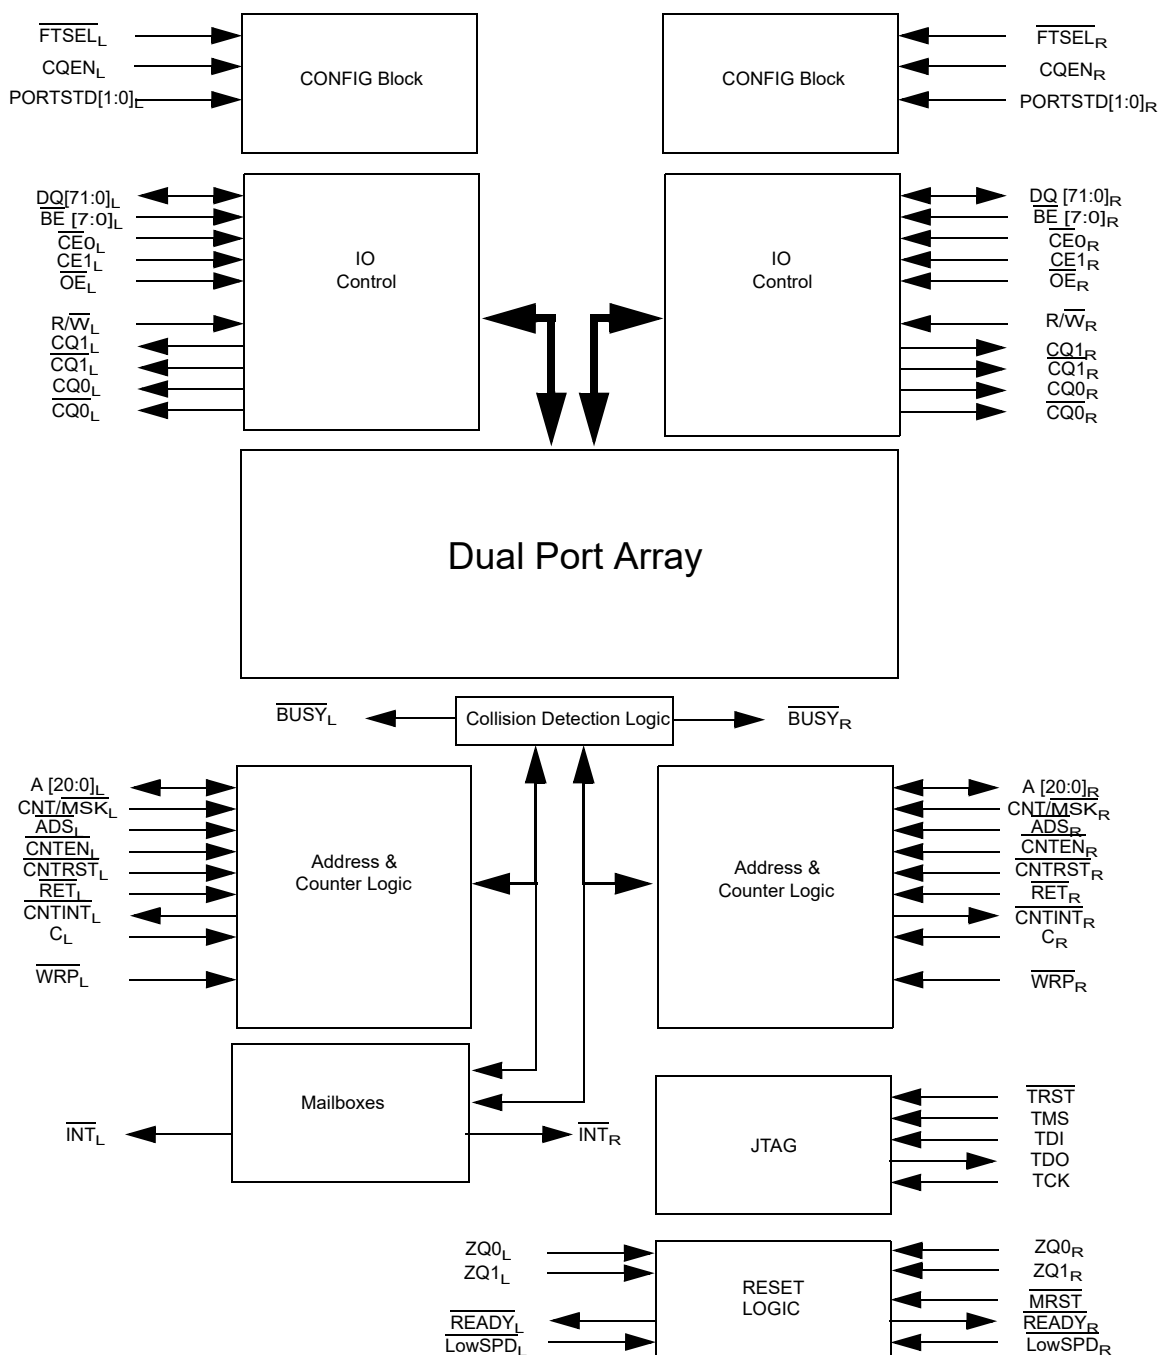 FTSEL_L
CQEN_L
PORTSTD[1:0]_L
CONFIG Block
CONFIG Block
FTSEL_R
CQEN_R
PORTSTD[1:0]_R
DQ[71:0]_L
BE [7:0]_L
CE0_L
CE1_L
OE_L
R/W_L
CQ1_L
CQ1_L
CQ0_L
CQ0_L
IO
Control
IO
Control
DQ [71:0]_R
BE [7:0]_R
CE0_R
CE1_R
OE_R
R/W_R
CQ1_R
CQ1_R
CQ0_R
CQ0_R
Dual Port Array
BUSY_L
Collision Detection Logic
BUSY_R
A [20:0]_L
CNT/MSK_L
ADS_L
CNTEN_L
CNTRST_L
RET_L
CNTINT_L
C_L
WRP_L
Address &
Counter Logic
Address &
Counter Logic
A [20:0]_R
CNT/MSK_R
ADS_R
CNTEN_R
CNTRST_R
RET_R
CNTINT_R
C_R
WRP_R
Mailboxes
INT_L
INT_R
JTAG
TRST
TMS
TDI
TDO
TCK
ZQ0_L
ZQ1_L
READY_L
LowSPD_L
RESET
LOGIC
ZQ0_R
ZQ1_R
MRST
READY_R
LowSPD_R